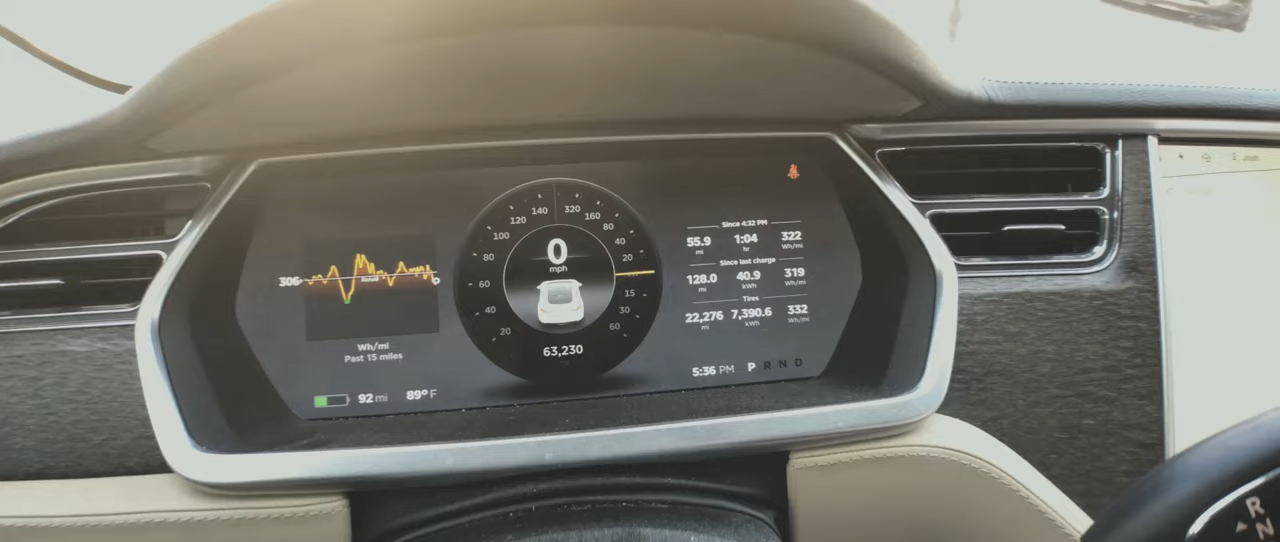 306
Wh/mi
Past 15 miles
92 mi 89° F
140 320
120 160
100 80
80 40
60 20
40 15
20 30
60
0
mph
63,230
Since 4:32 PM
55.9 1:04 322
mi hr Wh/mi
Since last charge
128.0 40.9 319
mi kWh Wh/mi
Tires
22,276 7,390.6 332
mi kWh Wh/mi
5:36 PM P R N D
R
N